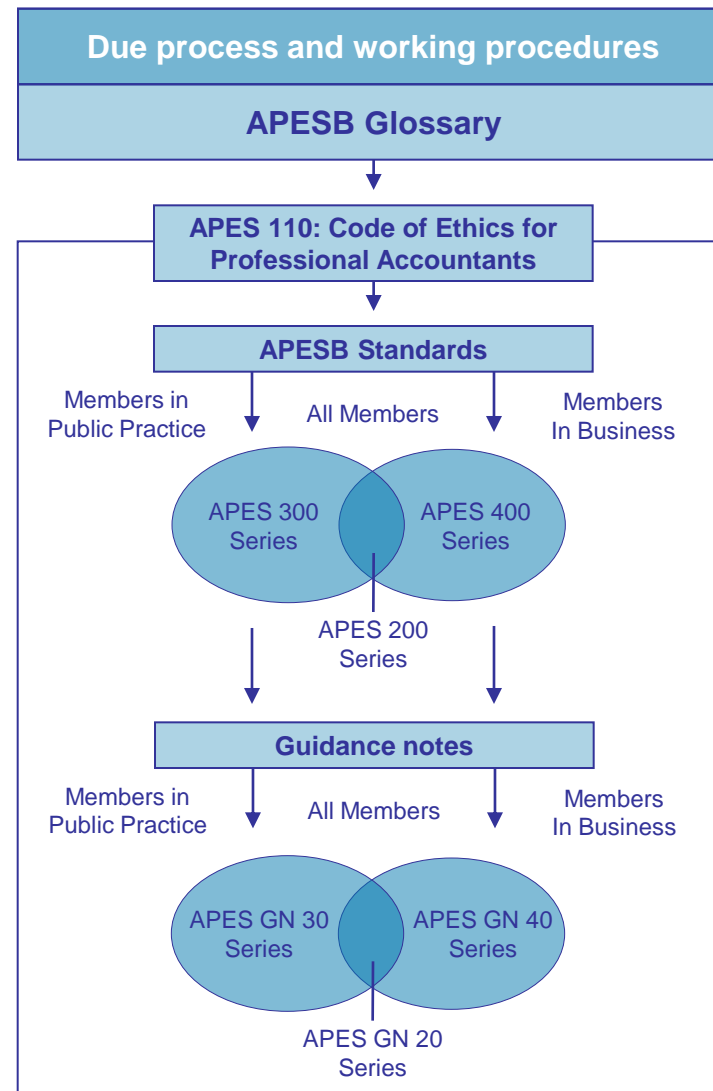 Due process and working procedures
APESB Glossary
APES 110: Code of Ethics for
Professional Accountants
APESB Standards
Members in
Public Practice
All Members
Members
In Business
APES 300
Series
APES 400
Series
APES 200
Series
Guidance notes
Members in
Public Practice
All Members
Members
In Business
APES GN 30
Series
APES GN 40
Series
APES GN 20
Series